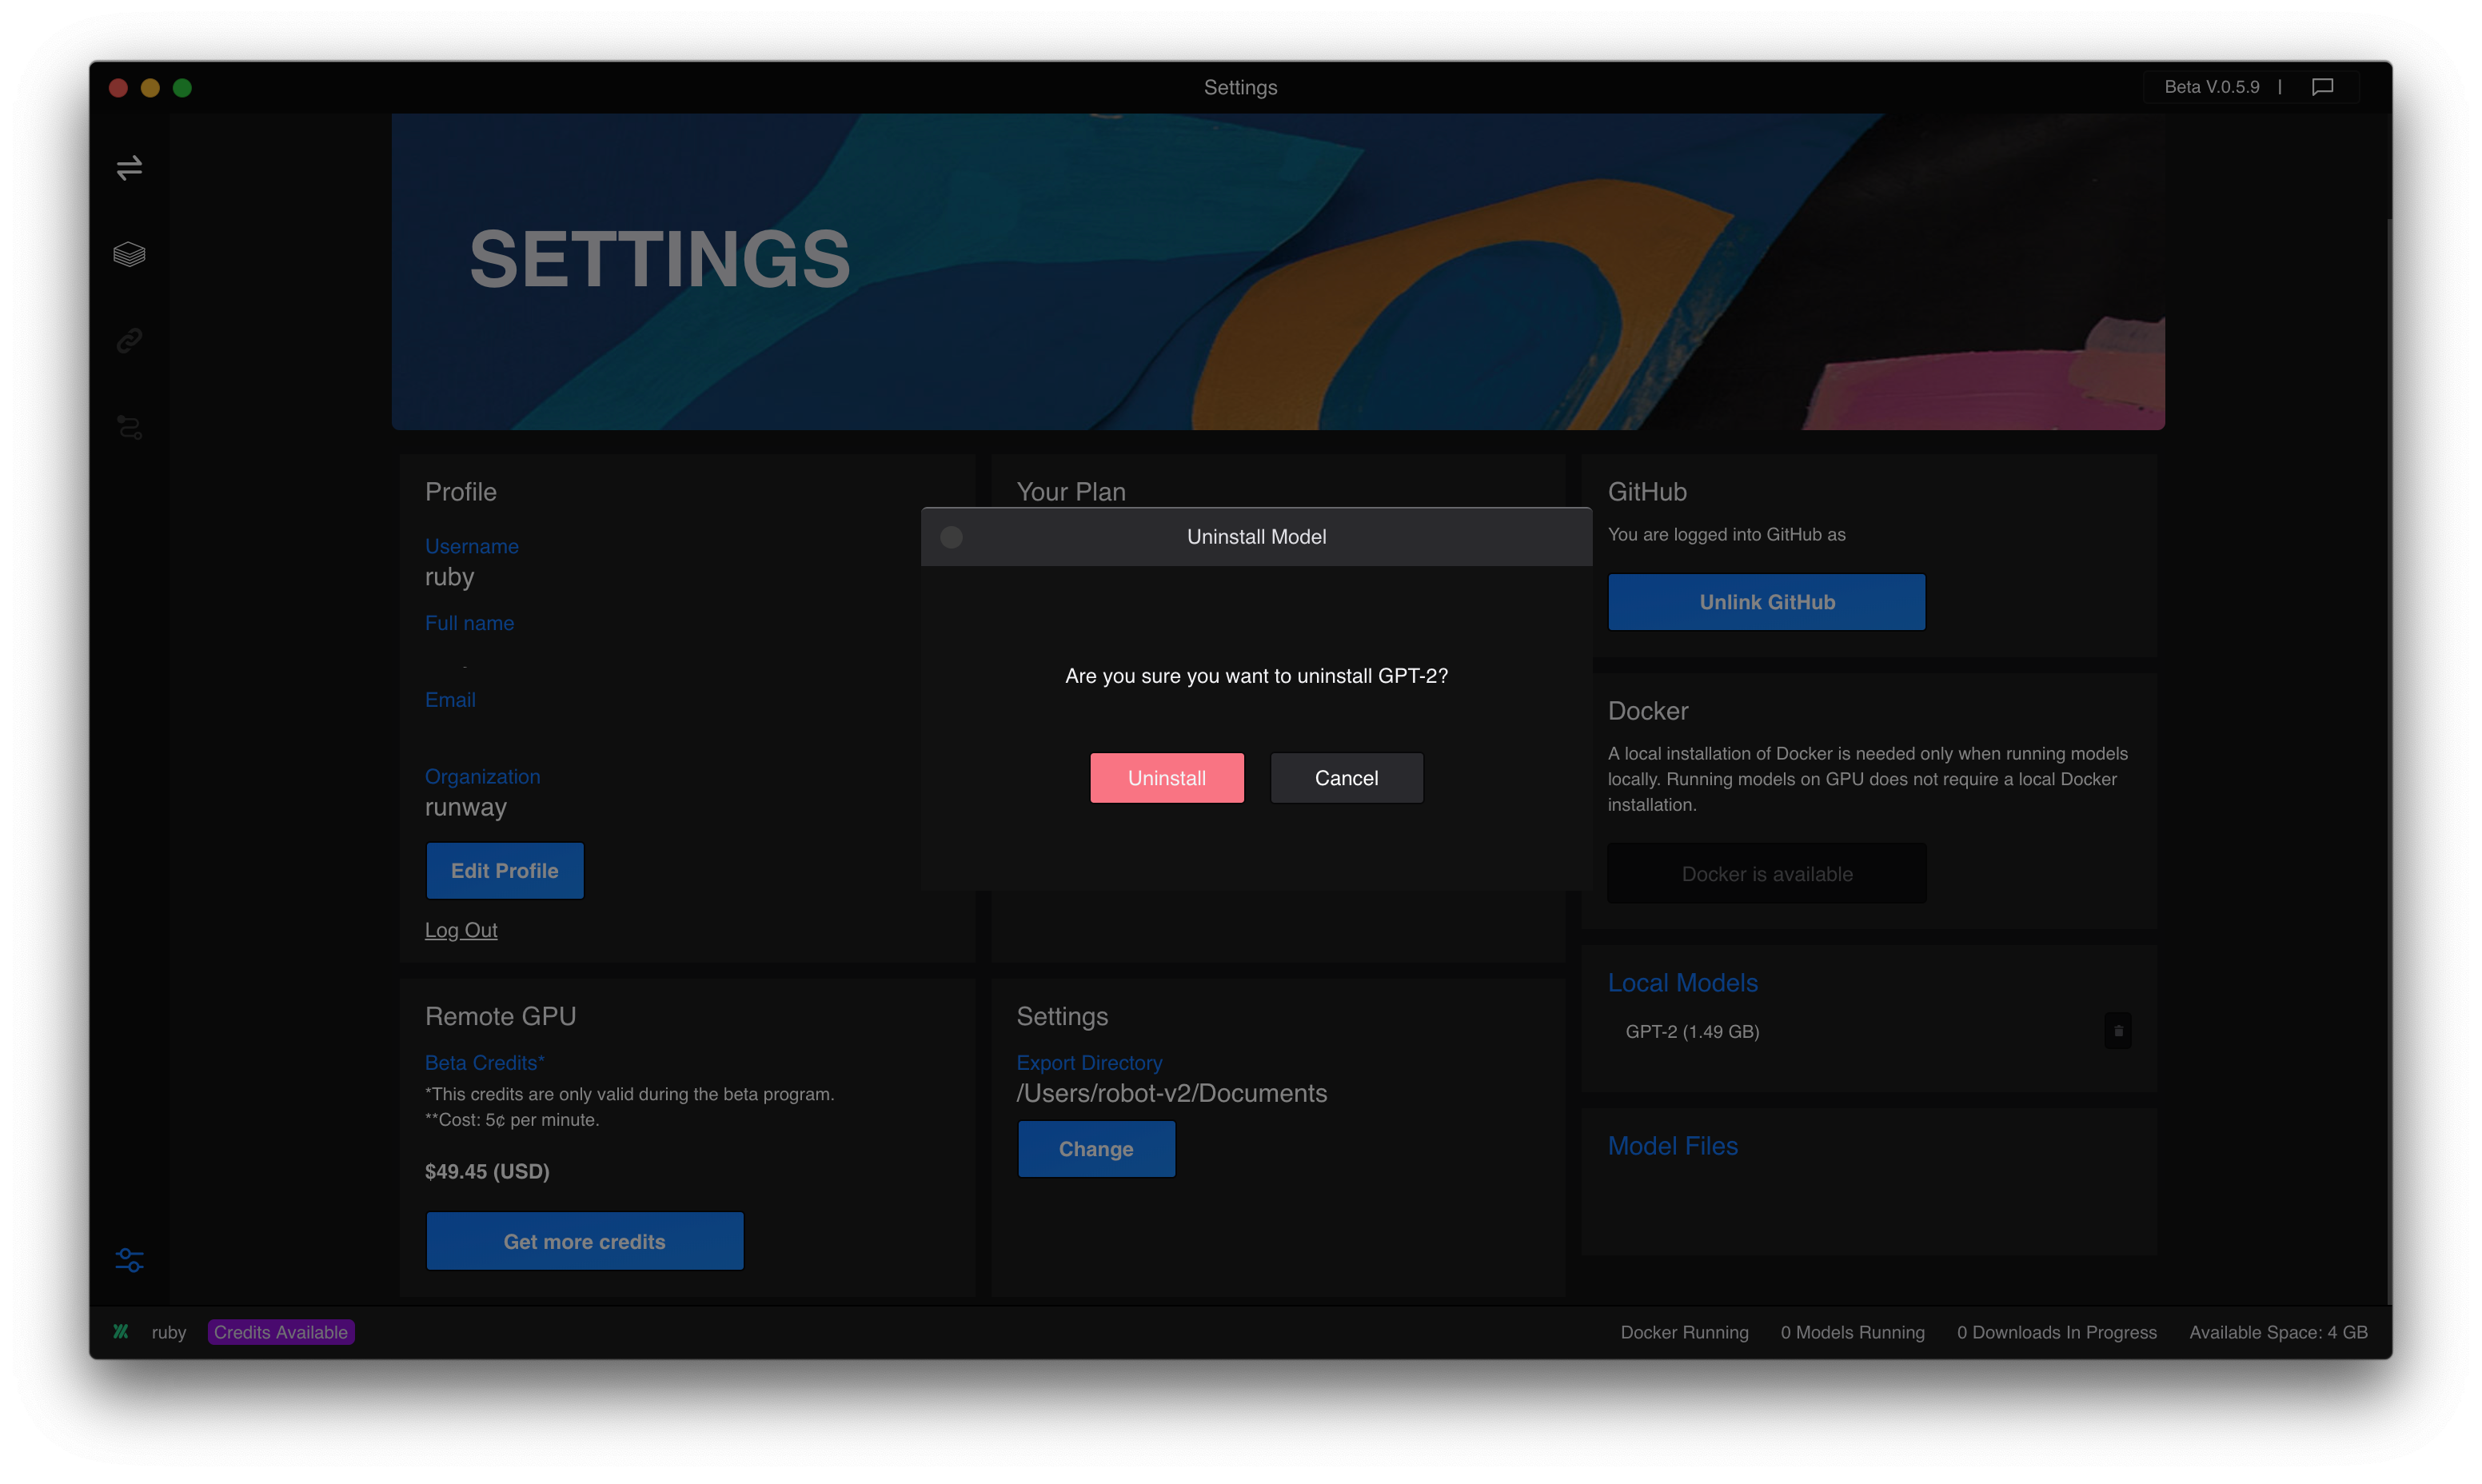 Settings
Beta V.0.5.9 |
SETTINGS
Profile
Username
ruby
Full name
Email
Organization
runway
Edit Profile
Log Out
Your Plan
Uninstall Model
Are you sure you want to uninstall GPT-2?
Uninstall
Cancel
GitHub
You are logged into GitHub as
Unlink GitHub
Docker
A local installation of Docker is needed only when running models
locally. Running models on GPU does not require a local Docker
installation.
Docker is available
Remote GPU
Beta Credits*
*This credits are only valid during the beta program.
**Cost: 5¢ per minute.
$49.45 (USD)
Get more credits
Settings
Export Directory
/Users/robot-v2/Documents
Change
Local Models
GPT-2 (1.49 GB)
Model Files
ruby
Credits Available
Docker Running
0 Models Running
0 Downloads In Progress
Available Space: 4 GB